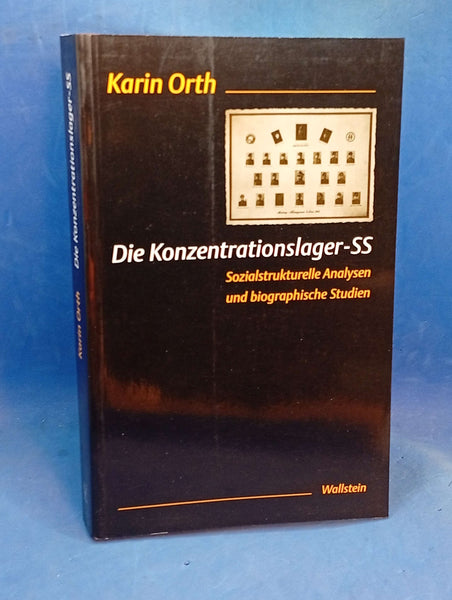 Karin Orth
Die Konzentrationslager-SS
Sozialstrukturelle Analysen
und biographische Studien
Wallstein
Karin Orth Die Konzentrationslager-SS